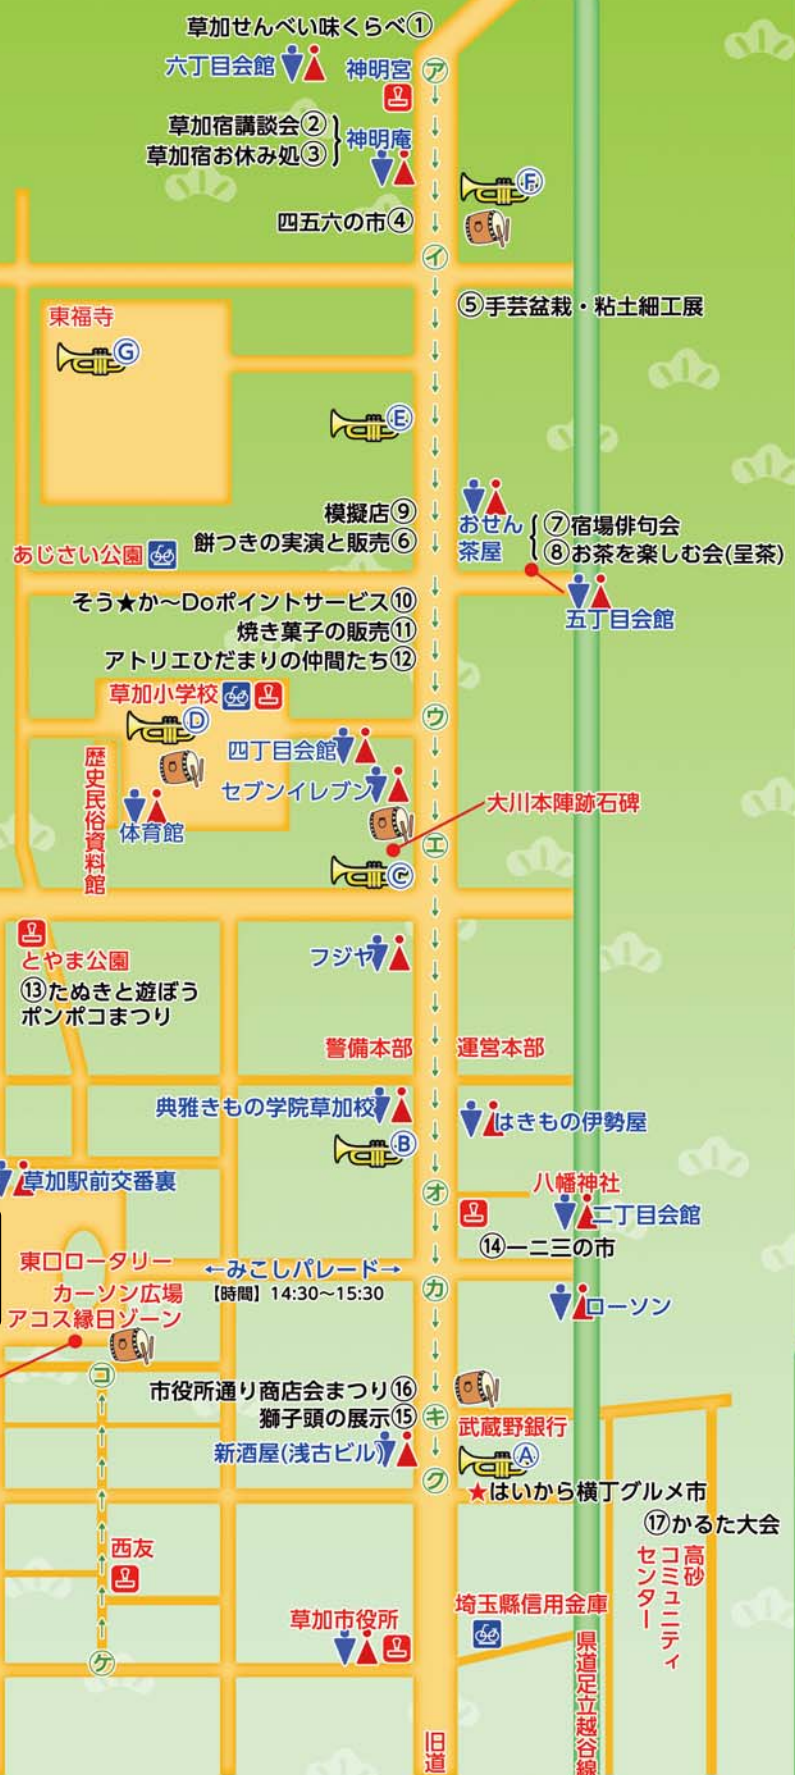 草加せんべい味くらべ①
六丁目会館
神明宮
ア
草加宿講談会②
草加宿お休み処③
神明庵
F
四五六の市④
イ
⑤手芸盆栽・粘土細工展
東福寺
G
E
模擬店⑨
餅つきの実演と販売⑥
おせん
茶屋
⑦宿場俳句会
⑧お茶を楽しむ会(呈茶)
あじさい公園
五丁目会館
そう★か～Doポイントサービス⑩
焼き菓子の販売⑪
アトリエひだまりの仲間たち⑫
草加小学校
D
ウ
四丁目会館
セブンイレブン
歴史民俗資料館
体育館
大川本陣跡石碑
エ
C
とやま公園
⑬たぬきと遊ぼう
ポンポコまつり
フジヤ
警備本部
運営本部
典雅きもの学院草加校
はきもの伊勢屋
B
草加駅前交番裏
オ
八幡神社
二丁目会館
⑭一二三の市
東口ロータリー
←みこしパレード→
【時間】14:30～15:30
カ
カーソン広場
アコス縁日ゾーン
ローソン
コ
市役所通り商店会まつり⑯
獅子頭の展示⑮
キ
武蔵野銀行
新酒屋(浅古ビル)
A
ク
★はいから横丁グルメ市
⑰かるた大会
西友
高砂
コミュニティ
センター
草加市役所
埼玉縣信用金庫
ケ
県道足立越谷線
旧道